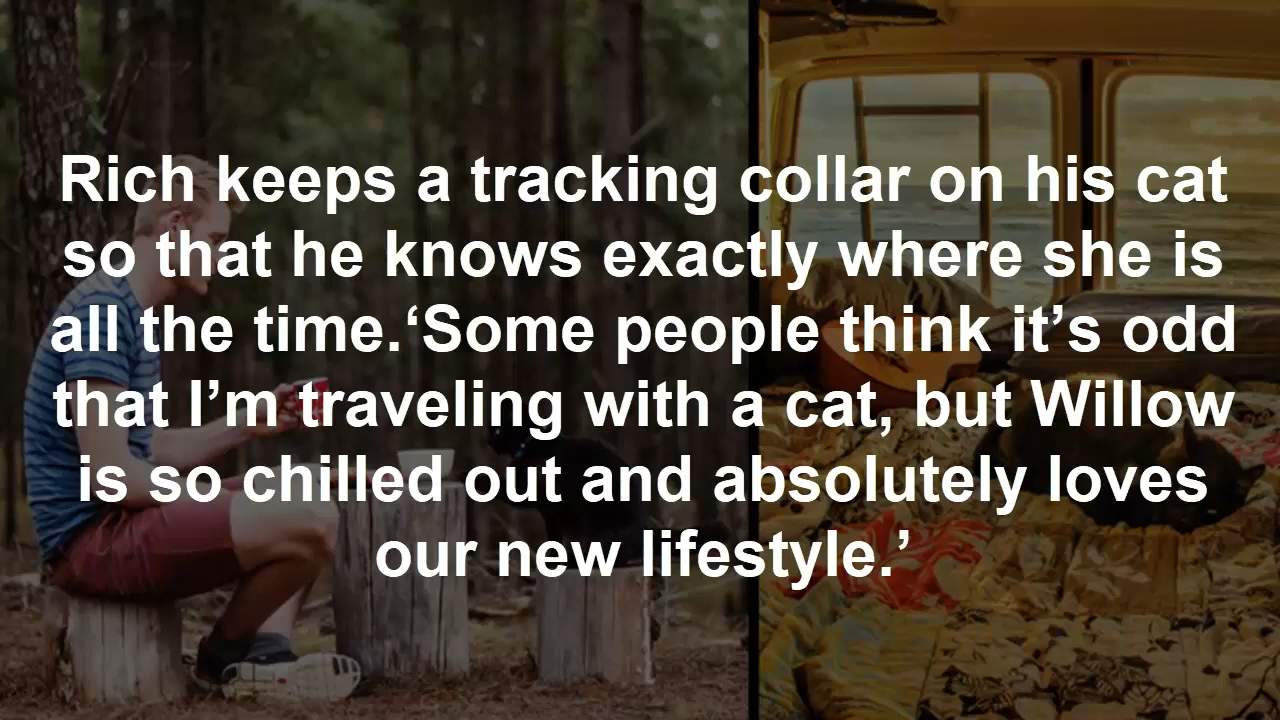 Rich keeps a tracking collar on his cat
so that he knows exactly where she is
all the time.‘Some people think it’s odd
that I’m traveling with a cat, but Willow
is so chilled out and absolutely loves
our new lifestyle.’